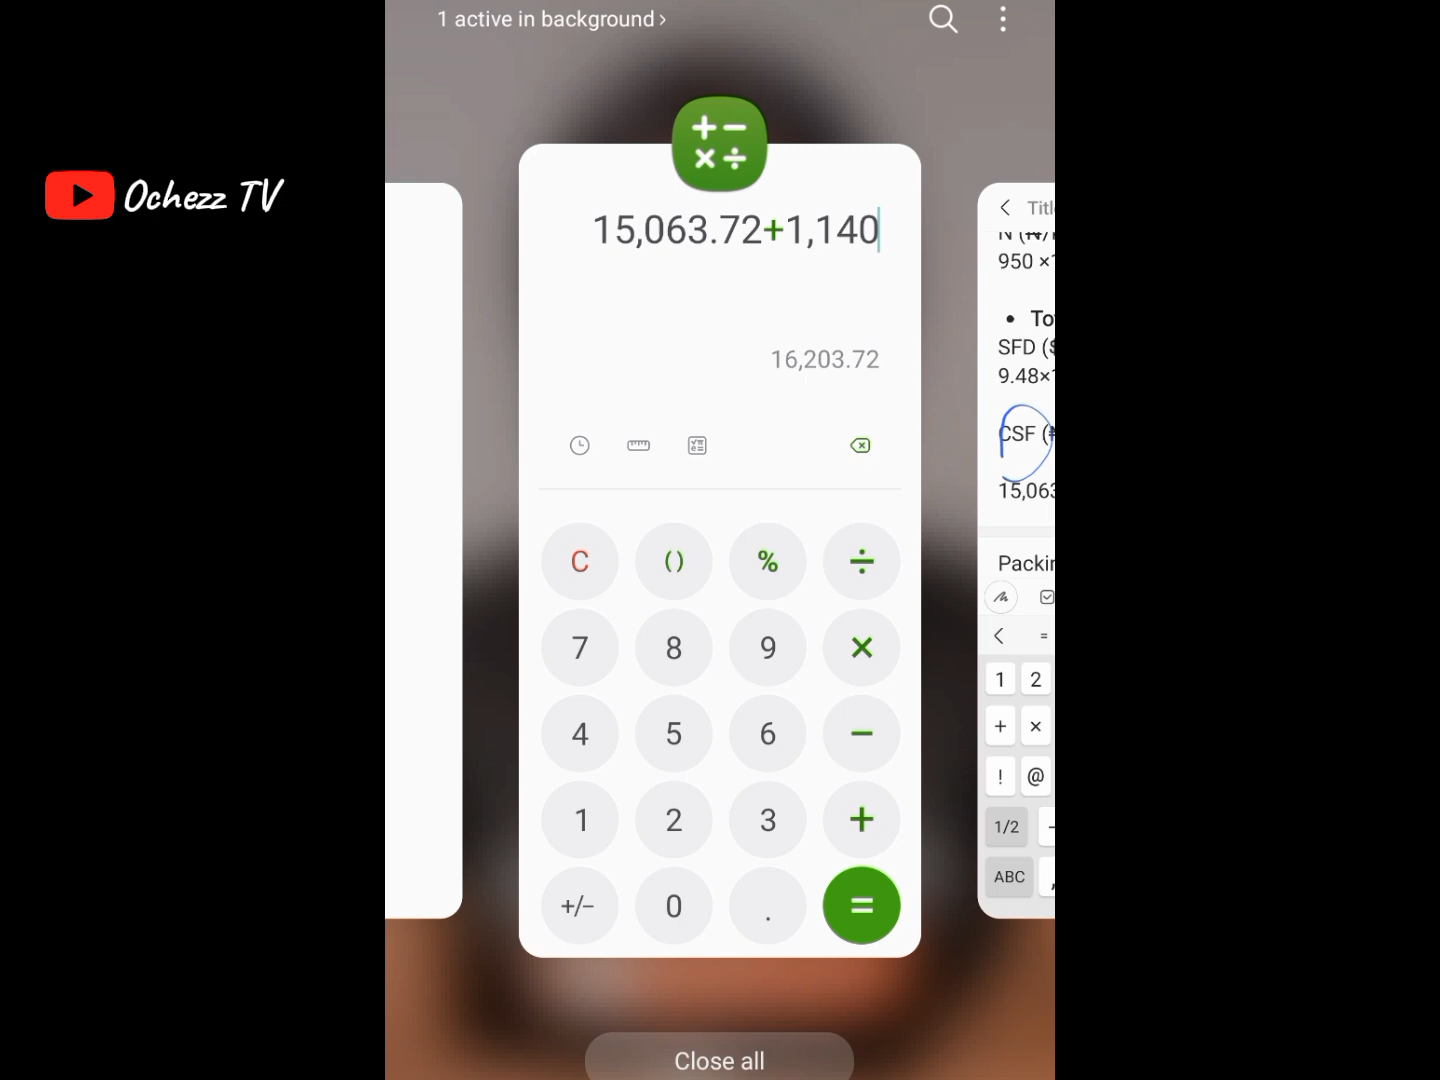 1 active in background >
Ochezz TV
15,063.72+1,140
16,203.72
C () % ÷
7 8 9 ×
4 5 6 −
1 2 3 +
+/− 0 . =
950 ×
SFD ($
9.48×
CSF (
15,063
1 2
+ ×
! @
1/2
ABC
Close all